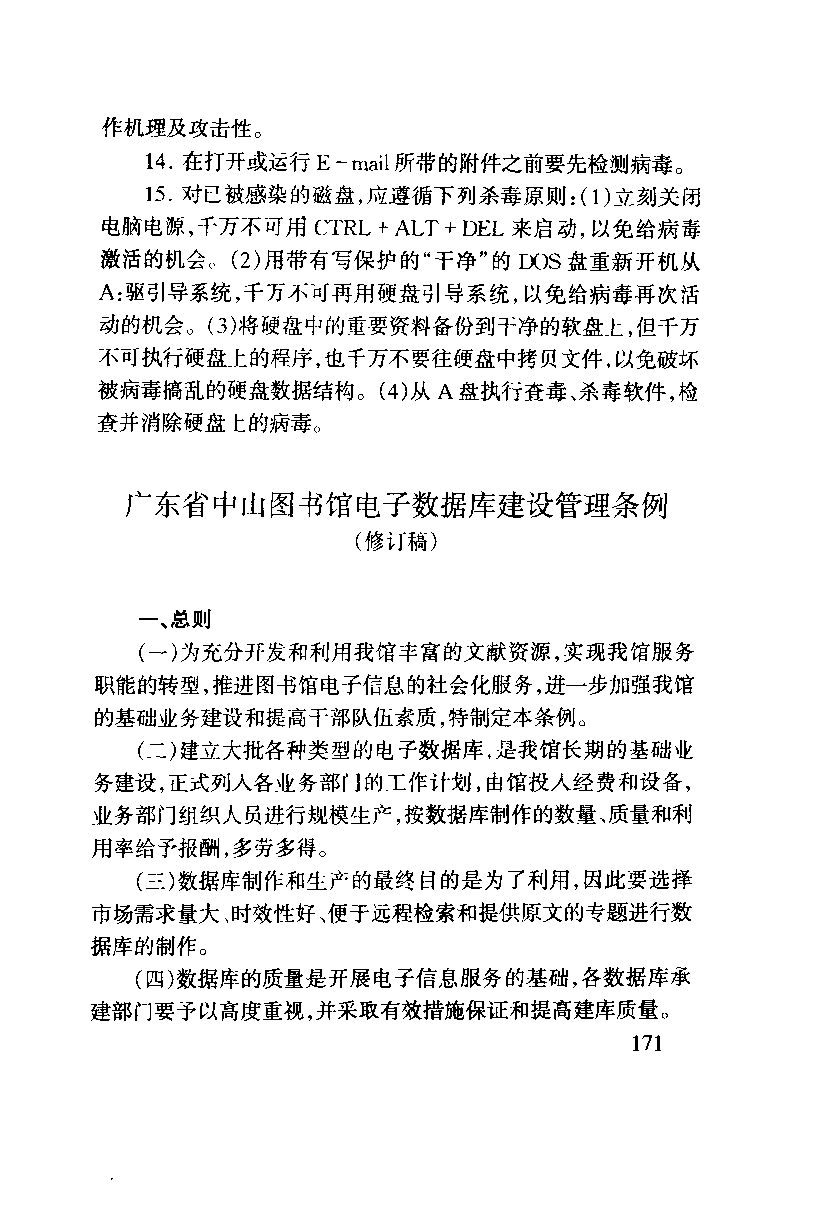 作机理及攻击性。
14. 在打开或运行 E-mail 所带的附件之前要先检测病毒。
15. 对已被感染的磁盘,应遵循下列杀毒原则:(1)立刻关闭
电脑电源,千万不可用 CTRL + ALT + DEL 来启动,以免给病毒
激活的机会。(2)用带有写保护的“干净”的 DOS 盘重新开机从
A:驱引导系统,千万不可再用硬盘引导系统,以免给病毒再次活
动的机会。(3)将硬盘中的重要资料备份到干净的软盘上,但千万
不可执行硬盘上的程序,也千万不要往硬盘中拷贝文件,以免破坏
被病毒搞乱的硬盘数据结构。(4)从 A 盘执行查毒、杀毒软件,检
查并消除硬盘上的病毒。
广东省中山图书馆电子数据库建设管理条例
(修订稿)
一、总则
(一)为充分开发和利用我馆丰富的文献资源,实现我馆服务
职能的转型,推进图书馆电子信息的社会化服务,进一步加强我馆
的基础业务建设和提高干部队伍素质,特制定本条例。
(二)建立大批各种类型的电子数据库,是我馆长期的基础业
务建设,正式列入各业务部门的工作计划,由馆投入经费和设备,
业务部门组织人员进行规模生产,按数据库制作的数量、质量和利
用率给予报酬,多劳多得。
(三)数据库制作和生产的最终目的是为了利用,因此要选择
市场需求量大、时效性好、便于远程检索和提供原文的专题进行数
据库的制作。
(四)数据库的质量是开展电子信息服务的基础,各数据库承
建部门要予以高度重视,并采取有效措施保证和提高建库质量。
171